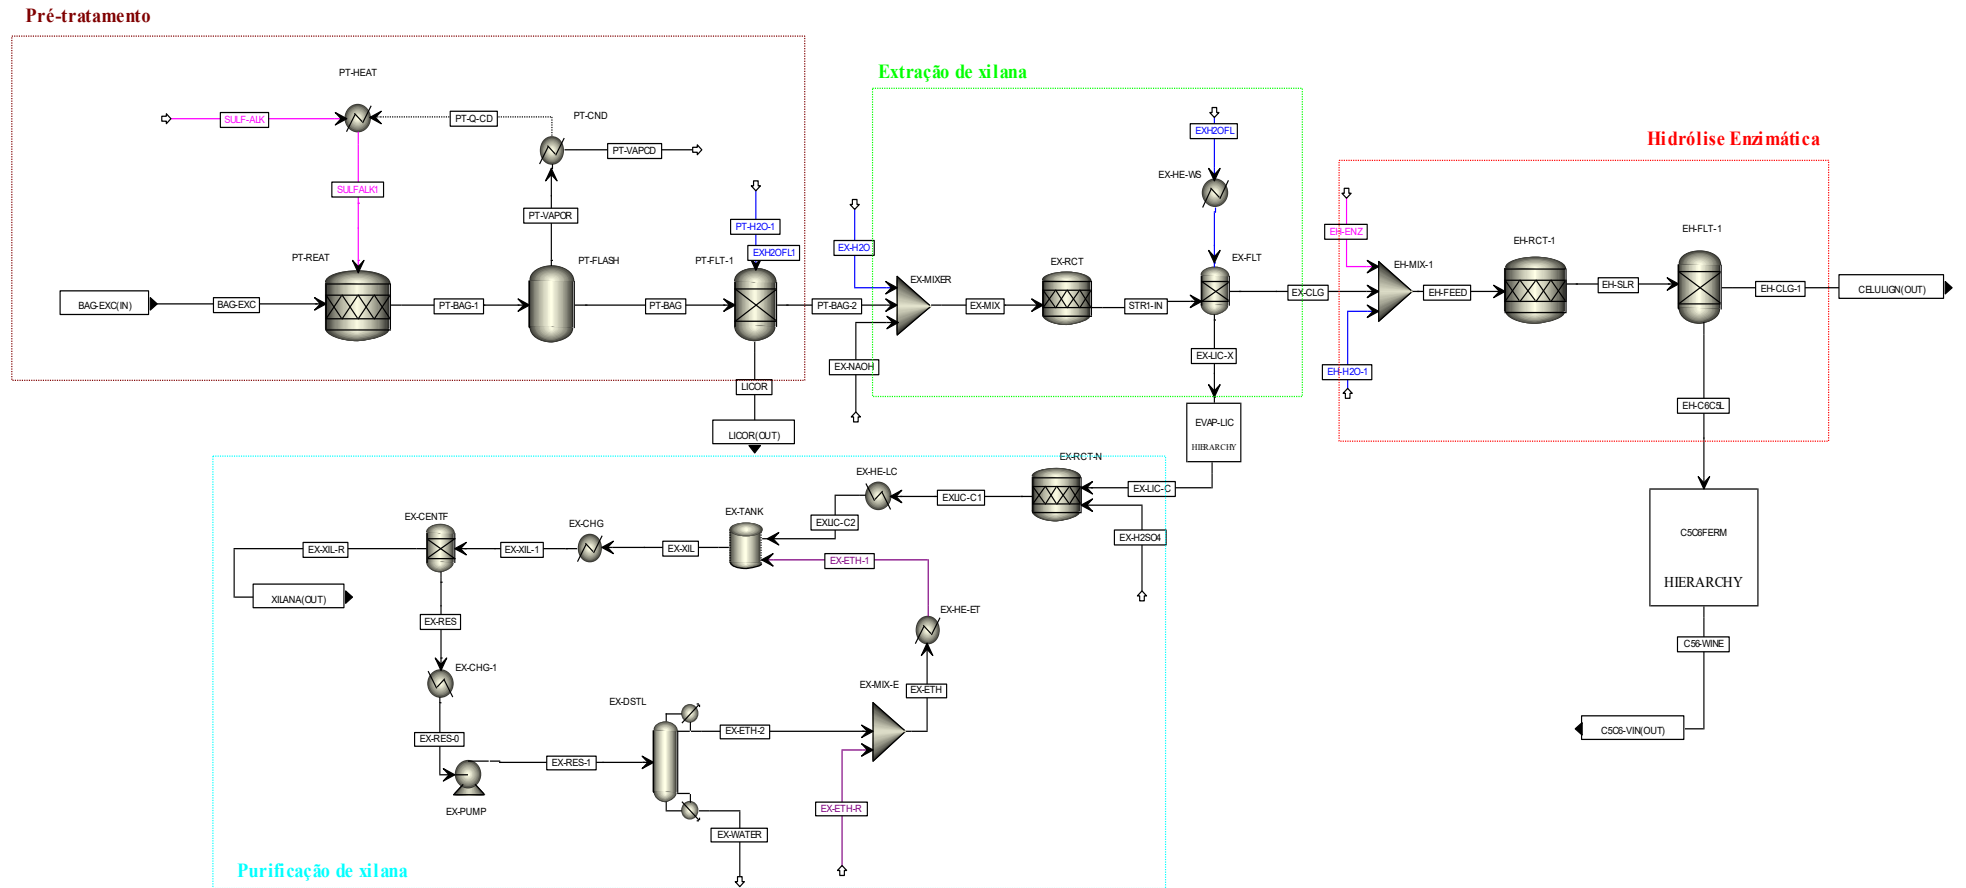 Pré-tratamento
PT-HEAT
SULF-ALK
PT-Q-CD
PT-CND
PT-VAPCD
SULFALK1
PT-VAPOR
PT-H2O-1
EXH2OFL1
PT-REAT
PT-FLASH
PT-FLT-1
BAG-EXC(IN)
BAG-EXC
PT-BAG-1
PT-BAG
PT-BAG-2
LICOR
LICOR(OUT)
Extração de xilana
EXH2OFL
EX-HE-WS
EX-H2O
EX-MIXER
EX-RCT
EX-FLT
EX-MIX
STR1-IN
EX-CLG
EX-NAOH
EX-LIC-X
EVAP-LIC
HIERARCHY
Hidrólise Enzimática
EH-ENZ
EH-MIX-1
EH-RCT-1
EH-FLT-1
EH-FEED
EH-SLR
EH-CLG-1
CELULIGN(OUT)
EH-H2O-1
EH-C6C5L
C5C6FERM
HIERARCHY
C56-WINE
C5C6-VIN(OUT)
EX-RCT-N
EX-LIC-C
EX-H2SO4
EXLIC-C1
EX-HE-LC
EXLIC-C2
EX-TANK
EX-XIL
EX-CHG
EX-XIL-1
EX-CENTF
EX-XIL-R
XILANA(OUT)
EX-ETH-1
EX-HE-ET
EX-RES
EX-CHG-1
EX-RES-0
EX-PUMP
EX-RES-1
EX-DSTL
EX-ETH-2
EX-MIX-E
EX-ETH
EX-ETH-R
EX-WATER
Purificação de xilana